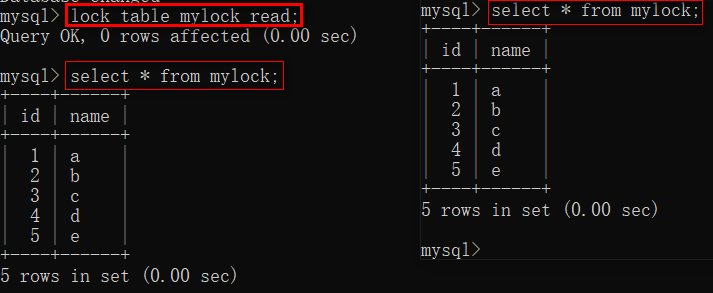 Database changed
mysql> lock table mylock read;
Query OK, 0 rows affected (0.00 sec)
mysql> select * from mylock;
+----+------+
| id | name |
+----+------+
| 1 | a |
| 2 | b |
| 3 | c |
| 4 | d |
| 5 | e |
+----+------+
5 rows in set (0.00 sec)
mysql> select * from mylock;
+----+------+
| id | name |
+----+------+
| 1 | a |
| 2 | b |
| 3 | c |
| 4 | d |
| 5 | e |
+----+------+
5 rows in set (0.00 sec)
mysql>